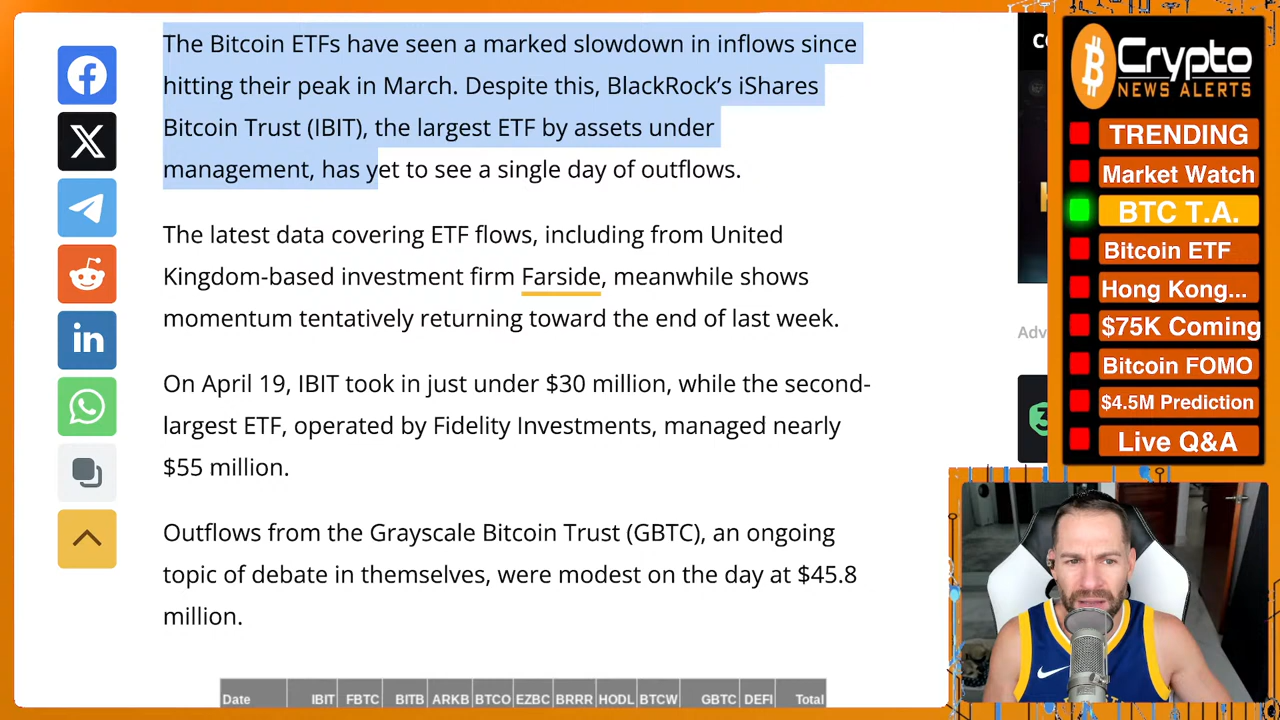 The Bitcoin ETFs have seen a marked slowdown in inflows since
hitting their peak in March. Despite this, BlackRock’s iShares
Bitcoin Trust (IBIT), the largest ETF by assets under
management, has yet to see a single day of outflows.
The latest data covering ETF flows, including from United
Kingdom-based investment firm Farside, meanwhile shows
momentum tentatively returning toward the end of last week.
On April 19, IBIT took in just under $30 million, while the second-
largest ETF, operated by Fidelity Investments, managed nearly
$55 million.
Outflows from the Grayscale Bitcoin Trust (GBTC), an ongoing
topic of debate in themselves, were modest on the day at $45.8
million.
Date IBIT FBTC BITB ARKB BTCO EZBC BRRR HODL BTCW GBTC DEFI Total
Adv
Crypto
NEWS ALERTS
TRENDING
Market Watch
BTC T.A.
Bitcoin ETF
Hong Kong...
$75K Coming
Bitcoin FOMO
$4.5M Prediction
Live Q&A